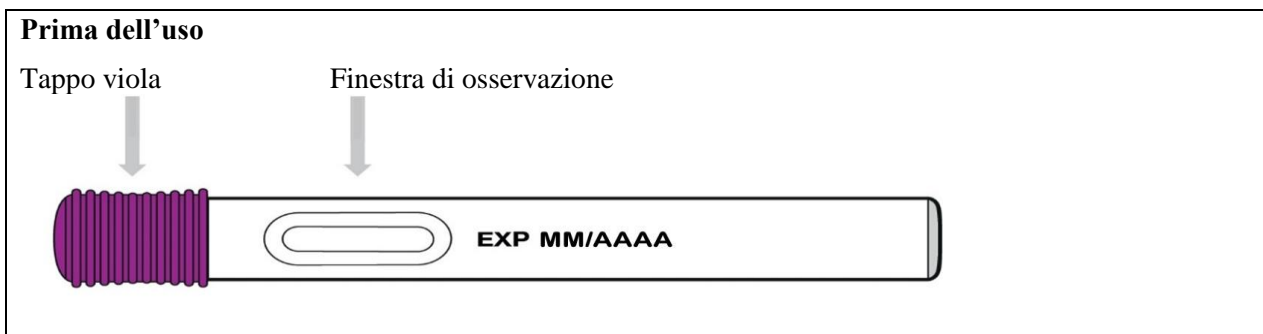 Prima dell’uso
Tappo viola Finestra di osservazione
EXP MM/AAAA